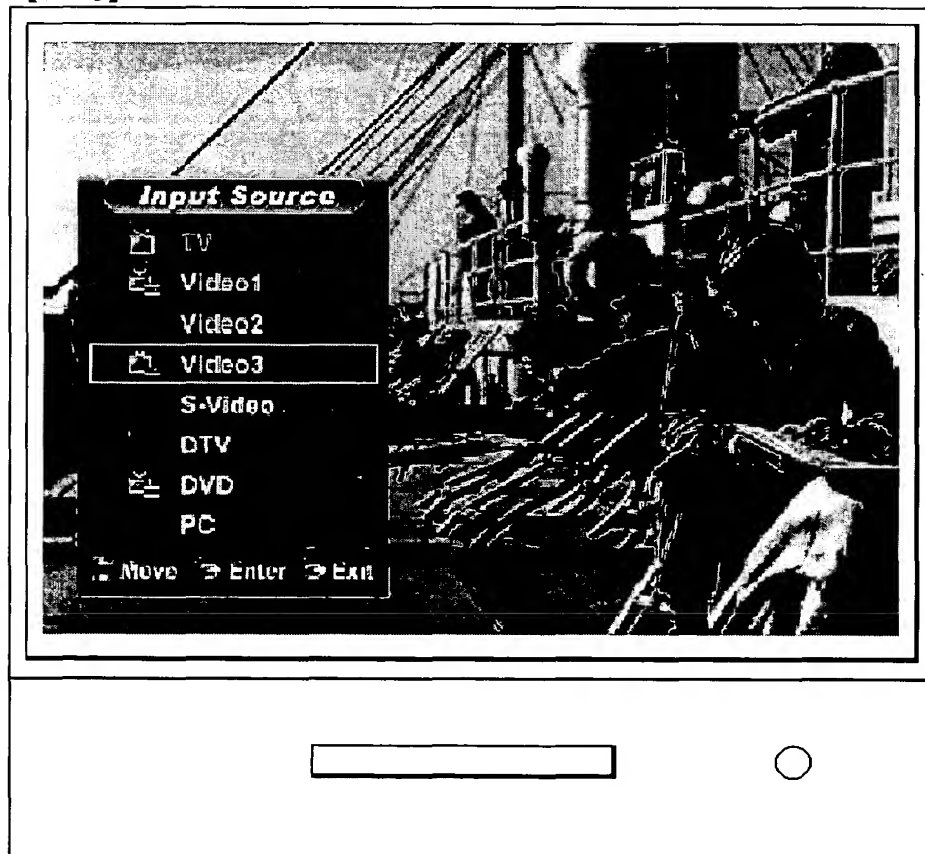 Input Source
TV
Video1
Video2
Video3
S-Video
DTV
DVD
PC
Move Enter Exit